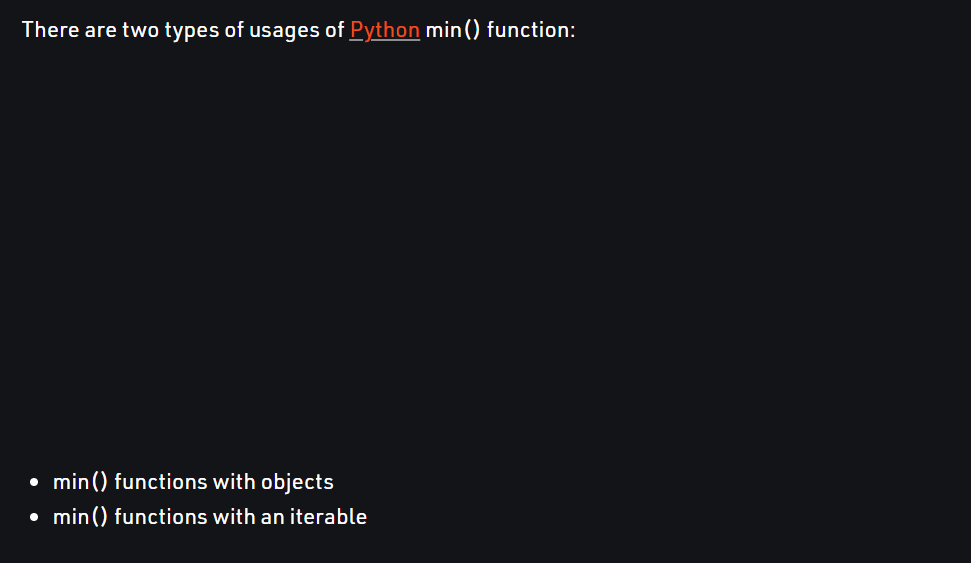 There are two types of usages of Python min() function:
• min() functions with objects
• min() functions with an iterable